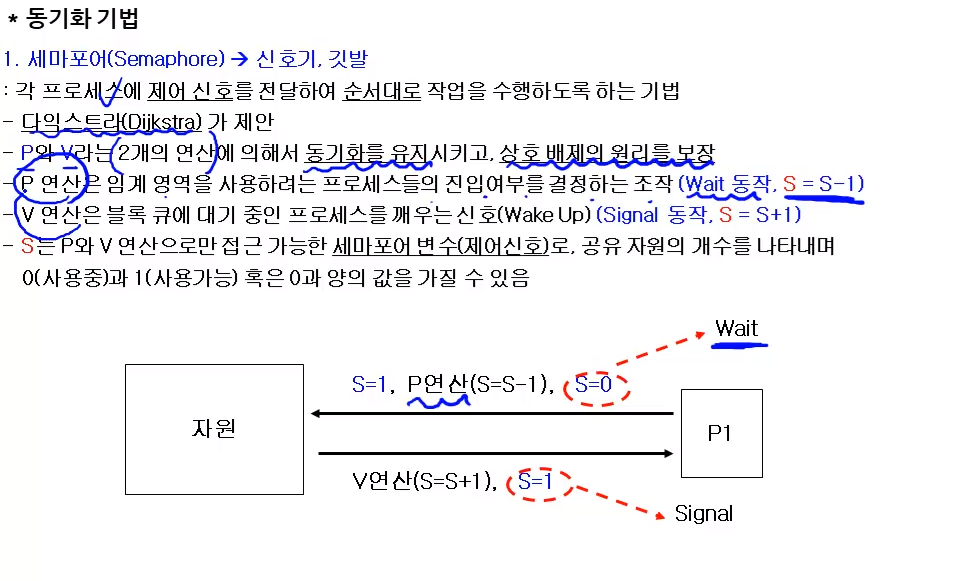 * 동기화 기법
1. 세마포어(Semaphore) → 신호기, 깃발
: 각 프로세스에 제어 신호를 전달하여 순서대로 작업을 수행하도록 하는 기법
- 다익스트라(Dijkstra) 가 제안
- P와 V라는 2개의 연산에 의해서 동기화를 유지시키고, 상호 배제의 원리를 보장
- P 연산은 임계 영역을 사용하려는 프로세스들의 진입여부를 결정하는 조작 (Wait 동작, S = S-1)
- V 연산은 블록 큐에 대기 중인 프로세스를 깨우는 신호(Wake Up) (Signal 동작, S = S+1)
- S는 P와 V 연산으로만 접근 가능한 세마포어 변수(제어신호)로, 공유 자원의 개수를 나타내며
0(사용중)과 1(사용가능) 혹은 0과 양의 값을 가질 수 있음
Wait
S=1, P연산(S=S-1), S=0
자원
P1
V연산(S=S+1), S=1
Signal